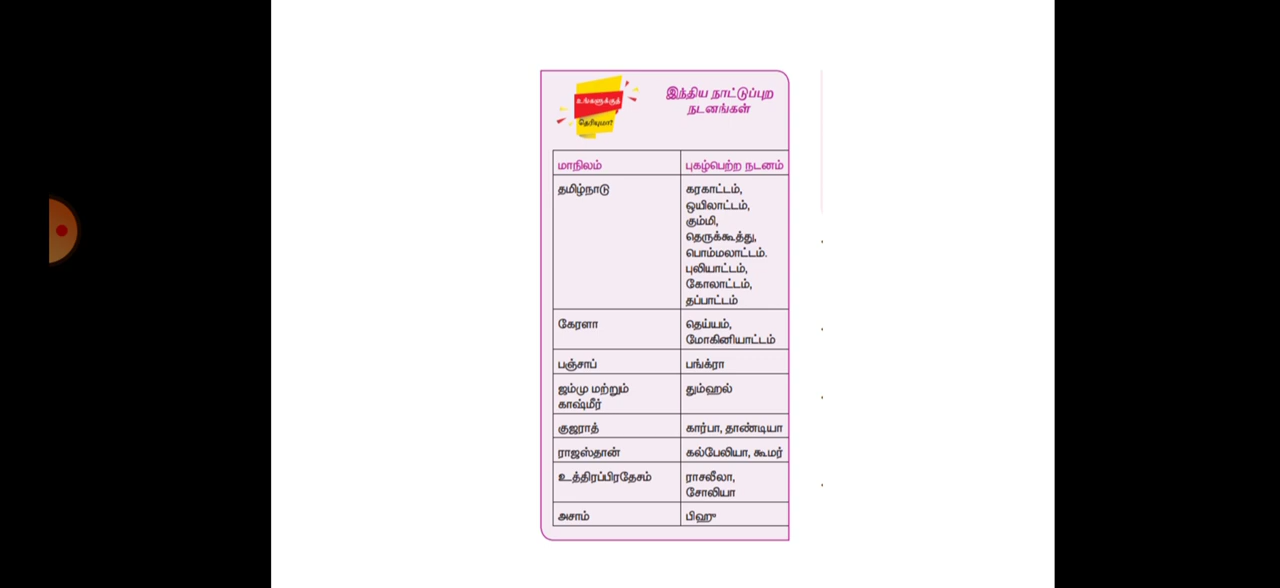 உங்களுக்குத்
தெரியுமா?
இந்திய நாட்டுப்புற
நடனங்கள்
மாநிலம் புகழ்பெற்ற நடனம்
தமிழ்நாடு கரகாட்டம்,
ஒயிலாட்டம்,
கும்மி,
தெருக்கூத்து,
பொம்மலாட்டம்.
புலியாட்டம்,
கோலாட்டம்,
தப்பாட்டம்
கேரளா தெய்யம்,
மோகினியாட்டம்
பஞ்சாப் பங்க்ரா
ஜம்மு மற்றும் தும்ஹல்
காஷ்மீர்
குஜராத் கார்பா, தாண்டியா
ராஜஸ்தான் கல்பேலியா, கூமர்
உத்திரப்பிரதேசம் ராசலீலா,
சோலியா
அசாம் பிஹு